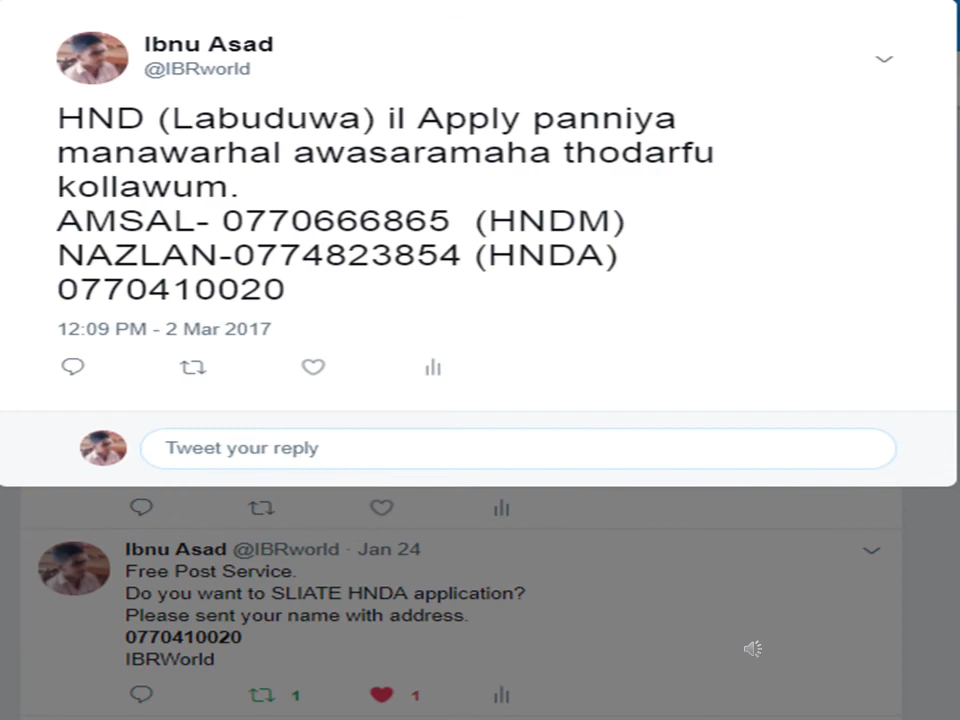 Ibnu Asad
@IBRworld
HND (Labuduwa) il Apply panniya
manawarhal awasaramaha thodarfu
kollawum.
AMSAL- 0770666865 (HNDM)
NAZLAN-0774823854 (HNDA)
0770410020
12:09 PM - 2 Mar 2017
Tweet your reply
Ibnu Asad @IBRworld · Jan 24
Free Post Service.
Do you want to SLIATE HNDA application?
Please sent your name with address.
0770410020
IBRWorld
1 1